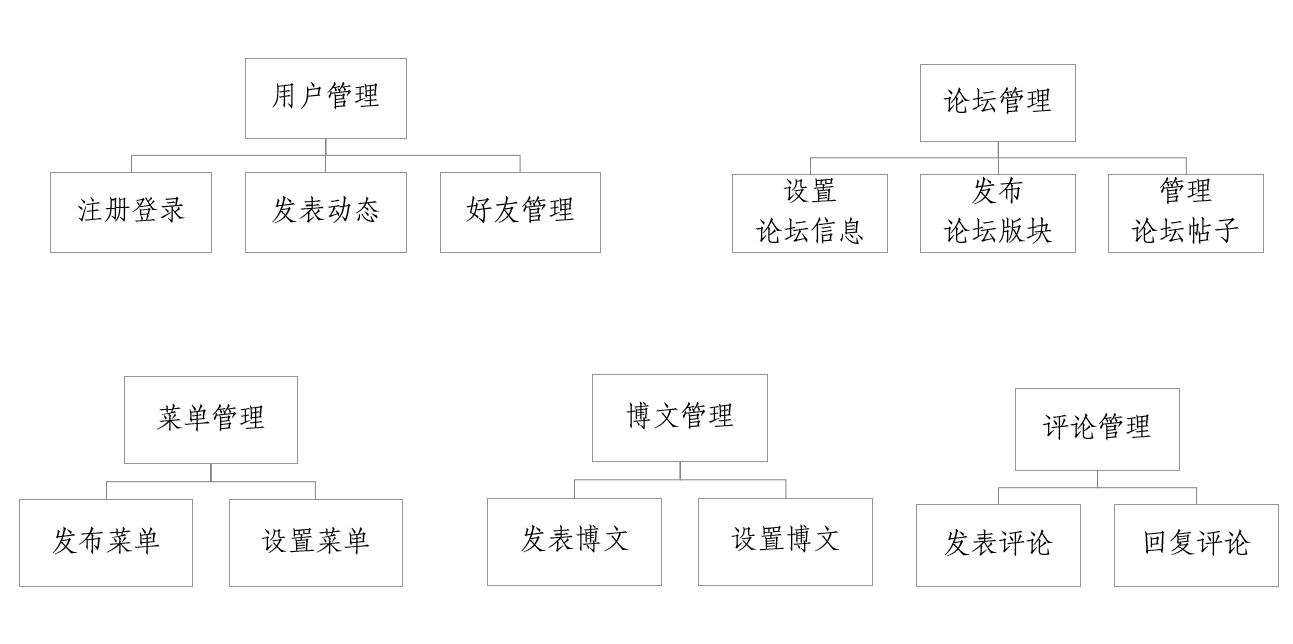 用户管理
注册登录
发表动态
好友管理
论坛管理
设置
论坛信息
发布
论坛版块
管理
论坛帖子
菜单管理
发布菜单
设置菜单
博文管理
发表博文
设置博文
评论管理
发表评论
回复评论